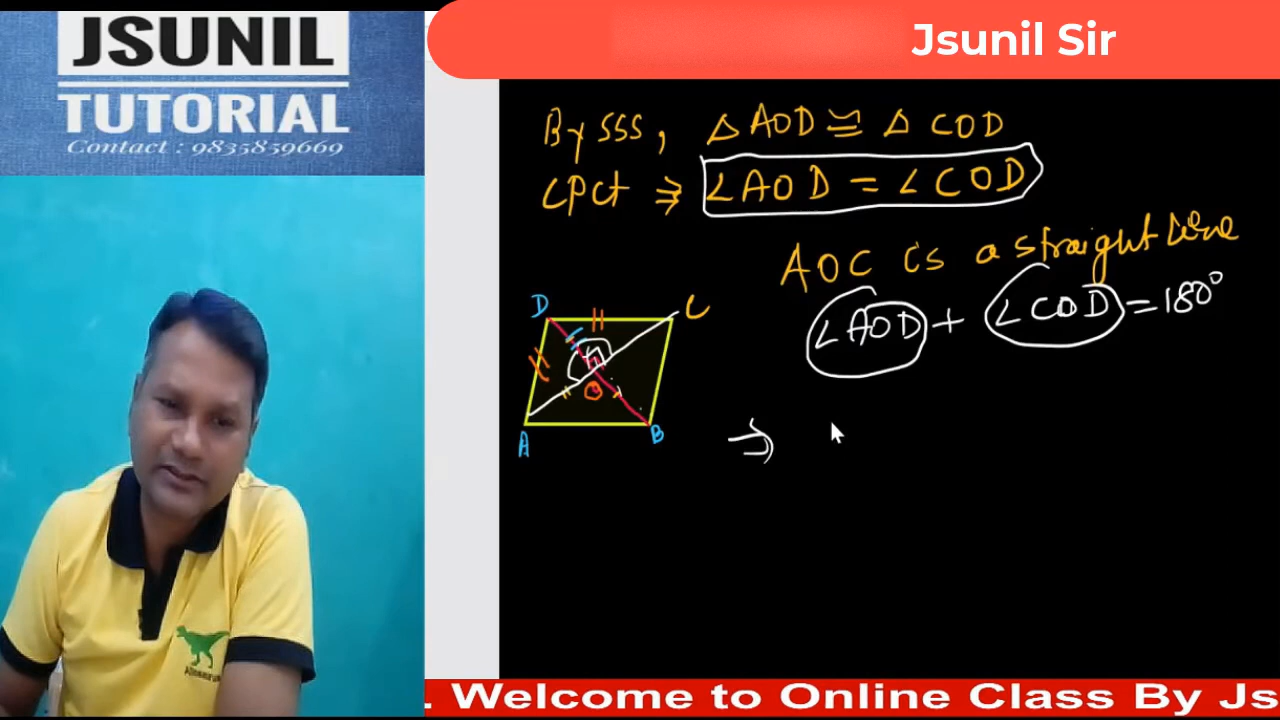 JSUNIL
TUTORIAL
Contact : 9835859669
Jsunil Sir
By SSS, △ AOD ≅ △ COD
CPCT ⇒ ∠AOD = ∠COD
AOC is a straight line
∠AOD + ∠COD = 180°
D
C
O
A
B
⇒
. Welcome to Online Class By Js